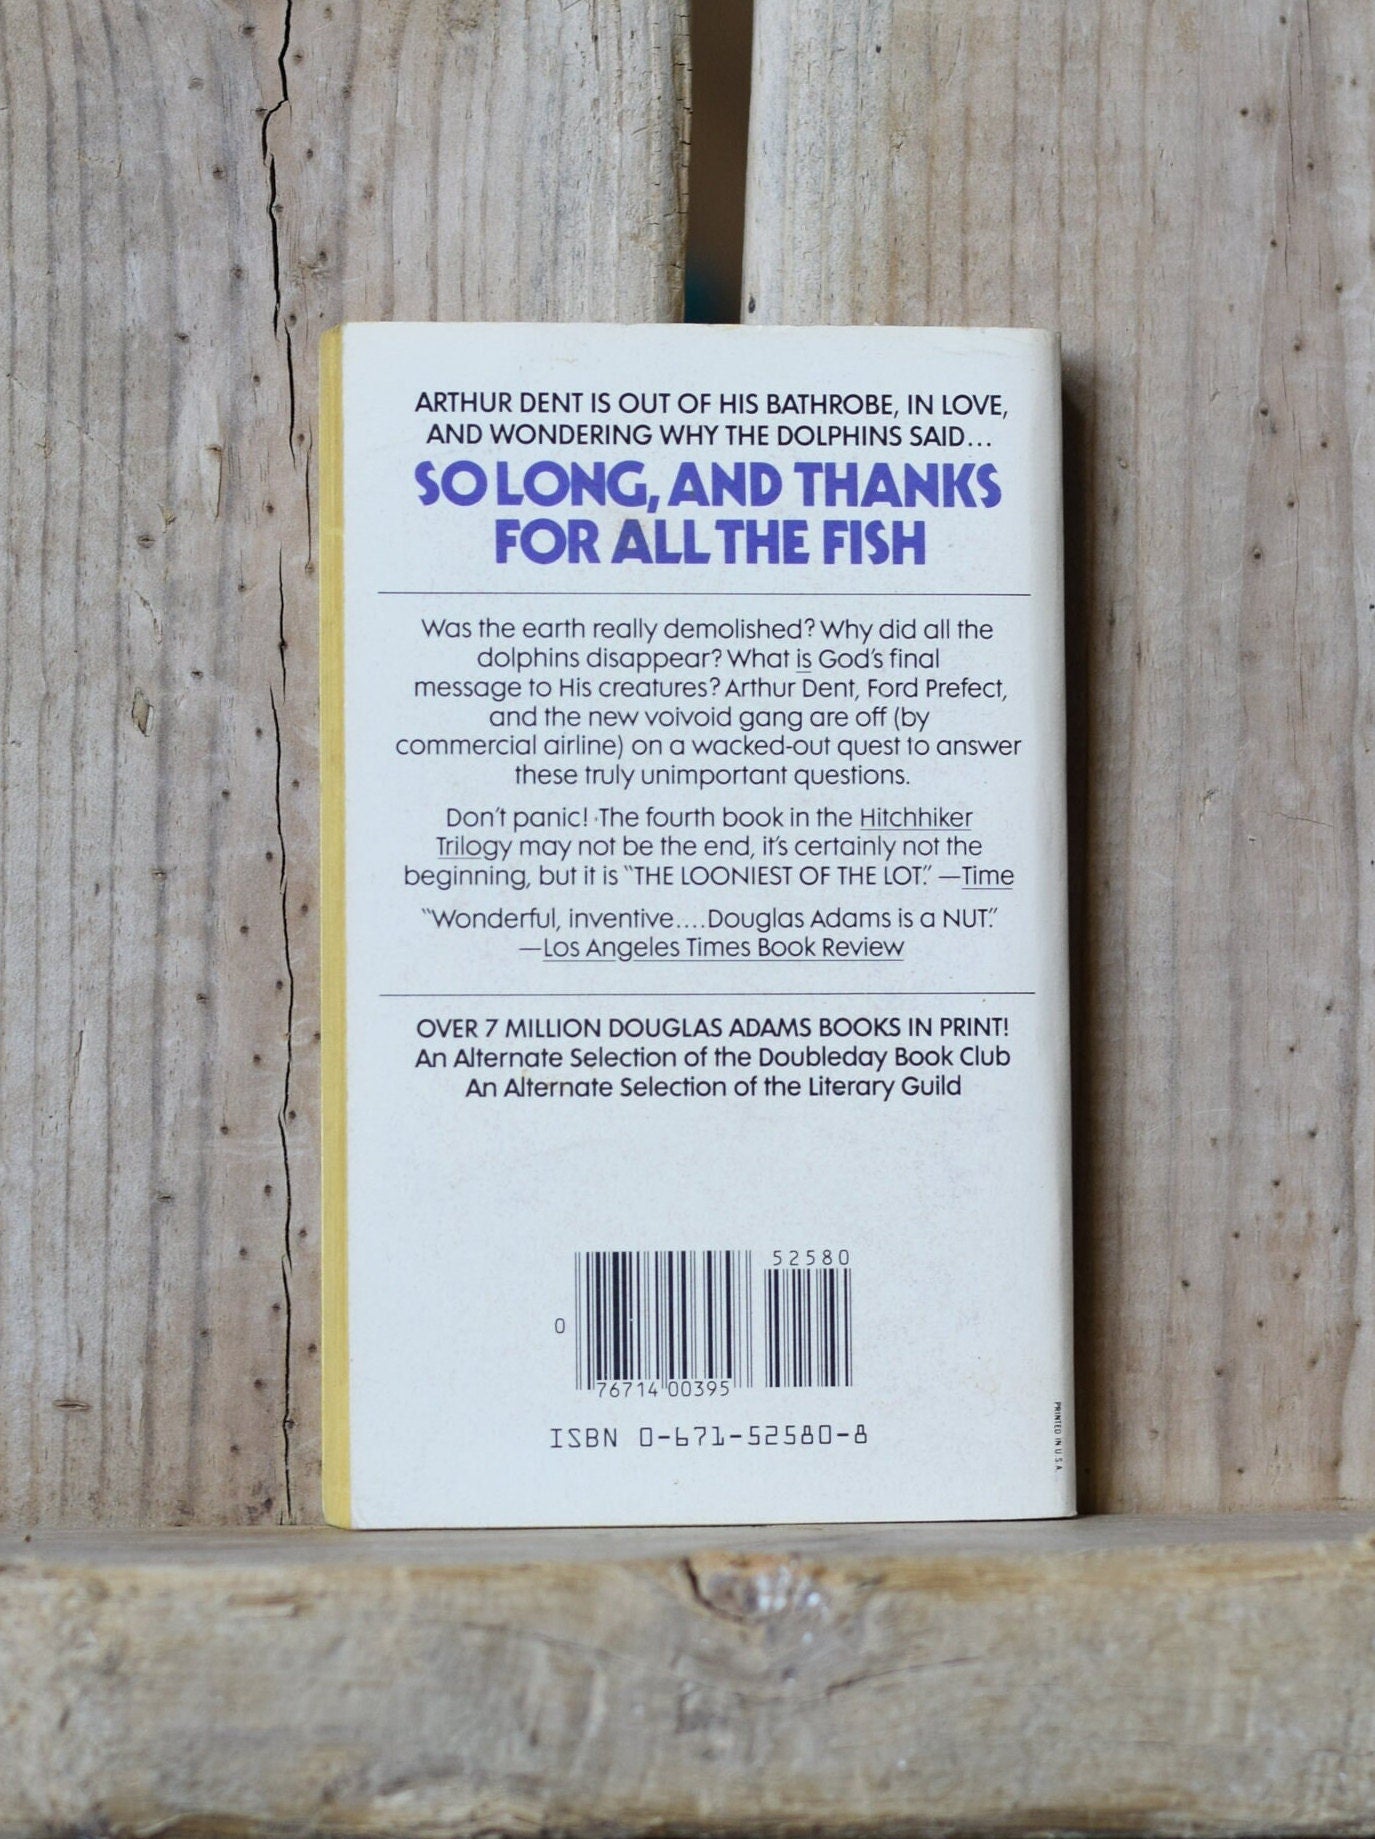 ARTHUR DENT IS OUT OF HIS BATHROBE, IN LOVE,
AND WONDERING WHY THE DOLPHINS SAID...
SO LONG, AND THANKS
FOR ALL THE FISH
Was the earth really demolished? Why did all the
dolphins disappear? What is God's final
message to His creatures? Arthur Dent, Ford Prefect,
and the new voivoid gang are off (by
commercial airline) on a wacked-out quest to answer
these truly unimportant questions.
Don't panic! The fourth book in the Hitchhiker
Trilogy may not be the end, it's certainly not the
beginning, but it is "THE LOONIEST OF THE LOT." —Time
"Wonderful, inventive....Douglas Adams is a NUT."
—Los Angeles Times Book Review
OVER 7 MILLION DOUGLAS ADAMS BOOKS IN PRINT!
An Alternate Selection of the Doubleday Book Club
An Alternate Selection of the Literary Guild
52580
0
76714 00395
ISBN 0-671-52580-8
PRINTED IN U.S.A.